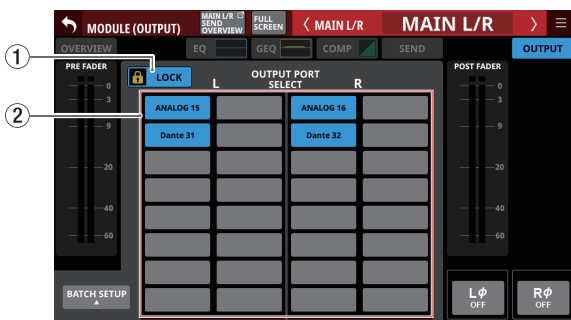 MODULE (OUTPUT)
MAIN L/R
SEND
OVERVIEW
FULL
SCREEN
MAIN L/R
MAIN L/R
OVERVIEW
EQ
GEQ
COMP
SEND
OUTPUT
1
PRE FADER
LOCK
OUTPUT PORT
SELECT
L
R
POST FADER
0
3
9
20
40
60
2
ANALOG 15
ANALOG 16
Dante 31
Dante 32
0
3
9
20
40
60
BATCH SETUP
LΦ
OFF
RΦ
OFF